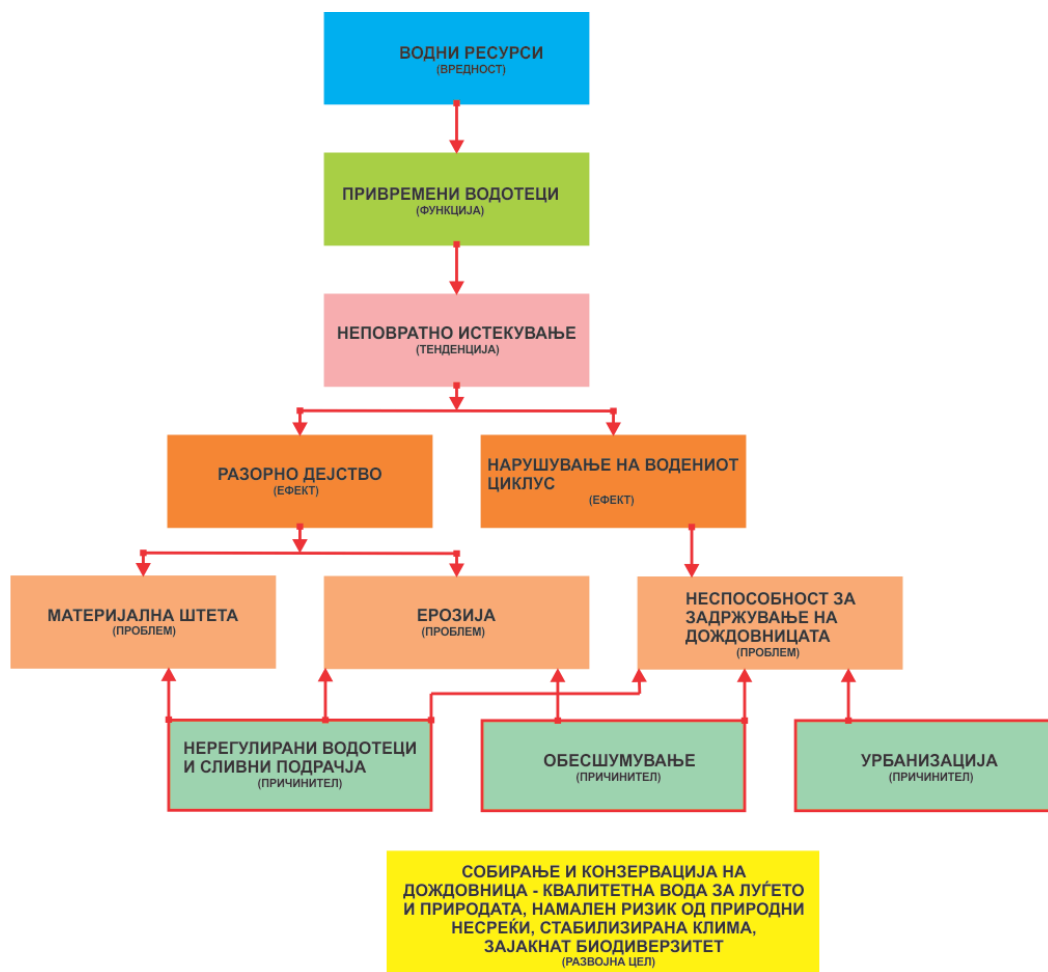 ВОДНИ РЕСУРСИ
(ВРЕДНОСТ)
ПРИВРЕМЕНИ ВОДОТЕЦИ
(ФУНКЦИЈА)
НЕПОВРАТНО ИСТЕКУВАЊЕ
(ТЕНДЕНЦИЈА)
РАЗОРНО ДЕЈСТВО
(ЕФЕКТ)
НАРУШУВАЊЕ НА ВОДЕНИОТ
ЦИКЛУС
(ЕФЕКТ)
МАТЕРИЈАЛНА ШТЕТА
(ПРОБЛЕМ)
ЕРОЗИЈА
(ПРОБЛЕМ)
НЕСПОСОБНОСТ ЗА
ЗАДРЖУВАЊЕ НА
ДОЖДОВНИЦАТА
(ПРОБЛЕМ)
НЕРЕГУЛИРАНИ ВОДОТЕЦИ
И СЛИВНИ ПОДРАЧЈА
(ПРИЧИНИТЕЛ)
ОБЕСШУМУВАЊЕ
(ПРИЧИНИТЕЛ)
УРБАНИЗАЦИЈА
(ПРИЧИНИТЕЛ)
СОБИРАЊЕ И КОНЗЕРВАЦИЈА НА
ДОЖДОВНИЦА - КВАЛИТЕТНА ВОДА ЗА ЛУЃЕТО
И ПРИРОДАТА, НАМАЛЕН РИЗИК ОД ПРИРОДНИ
НЕСРЕЌИ, СТАБИЛИЗИРАНА КЛИМА,
ЗАЈАКНАТ БИОДИВЕРЗИТЕТ
(РАЗВОЈНА ЦЕЛ)